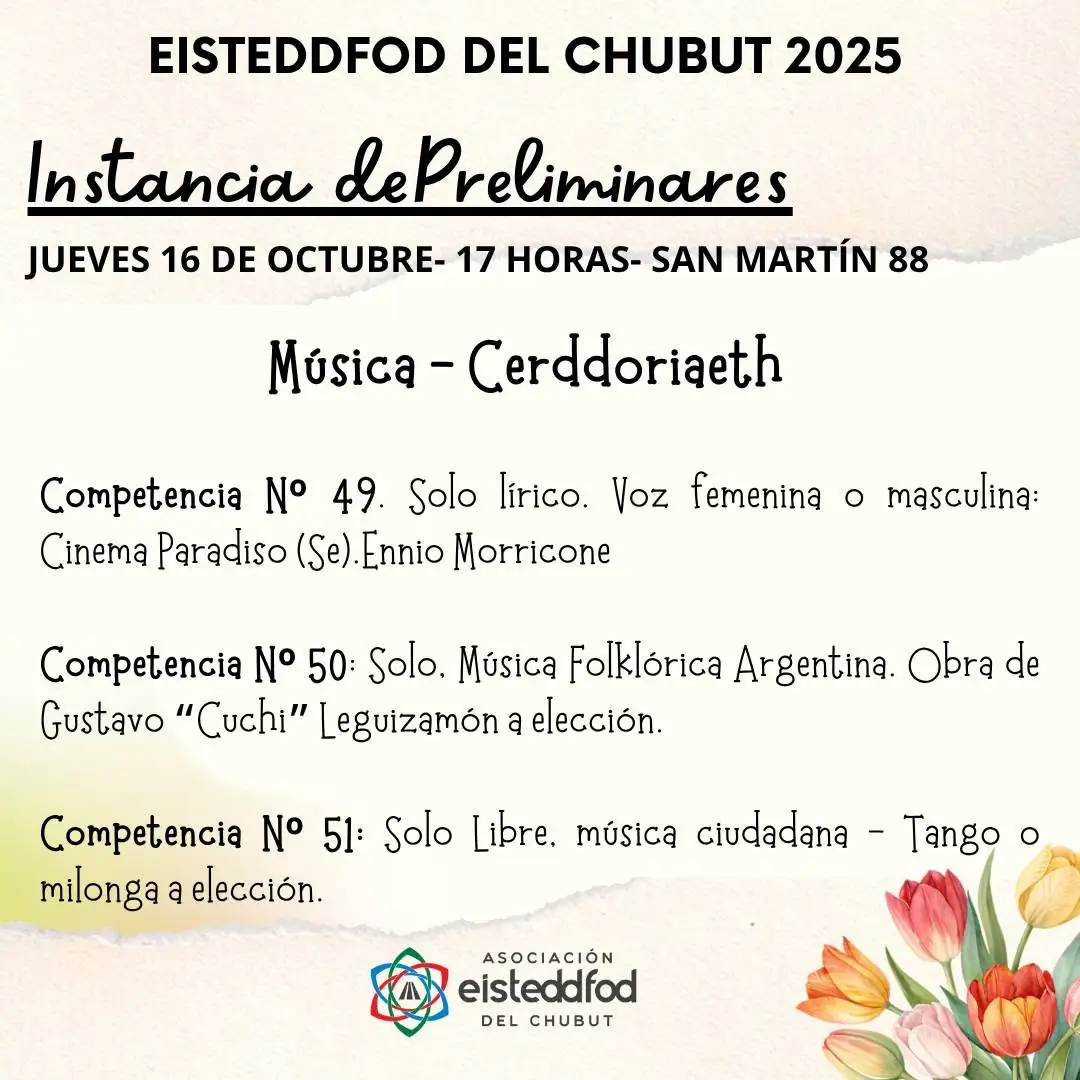 EISTEDDFOD DEL CHUBUT 2025
Instancia de Preliminares
JUEVES 16 DE OCTUBRE- 17 HORAS- SAN MARTÍN 88
Música - Cerddoriaeth
Competencia Nº 49. Solo lírico. Voz femenina o masculina:
Cinema Paradiso (Se).Ennio Morricone
Competencia Nº 50: Solo, Música Folklórica Argentina. Obra de
Gustavo “Cuchi” Leguizamón a elección.
Competencia Nº 51: Solo Libre, música ciudadana - Tango o
milonga a elección.
ASOCIACIÓN
eisteddfod
DEL CHUBUT